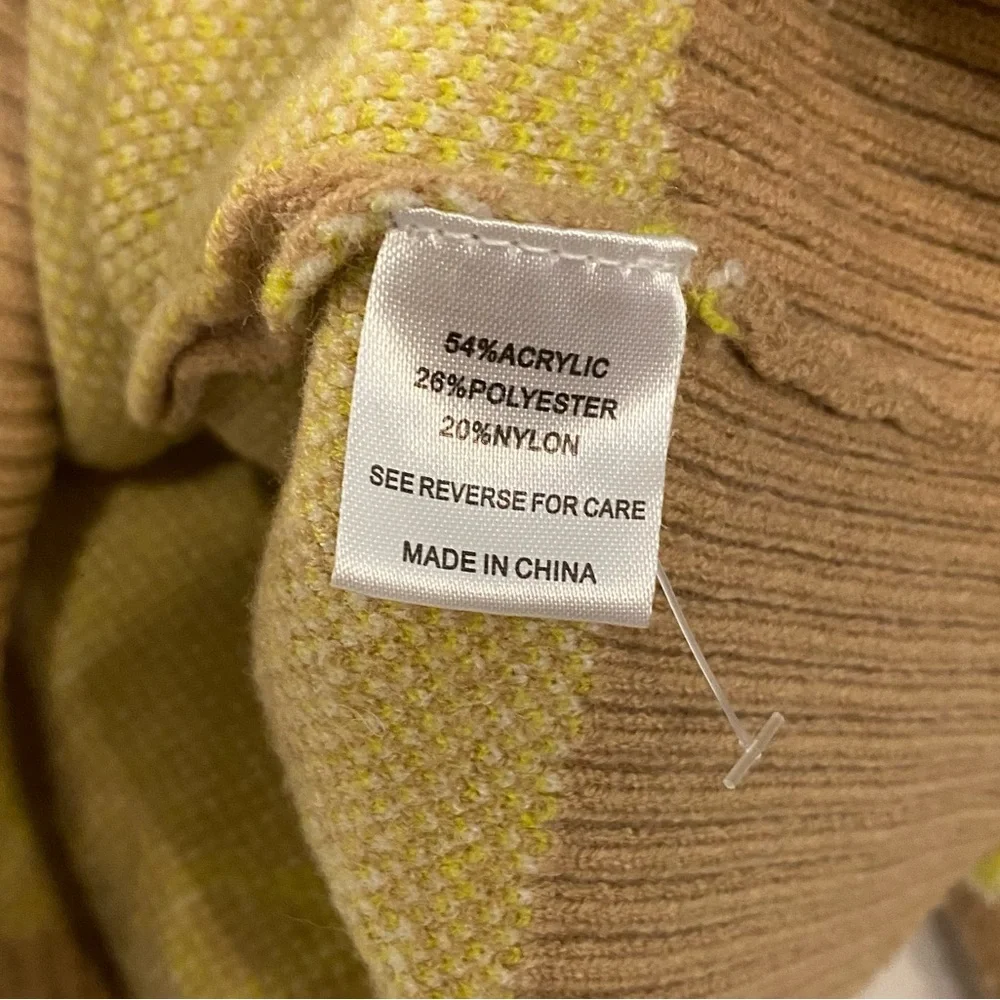 54%ACRYLIC
26%POLYESTER
20%NYLON
SEE REVERSE FOR CARE
MADE IN CHINA